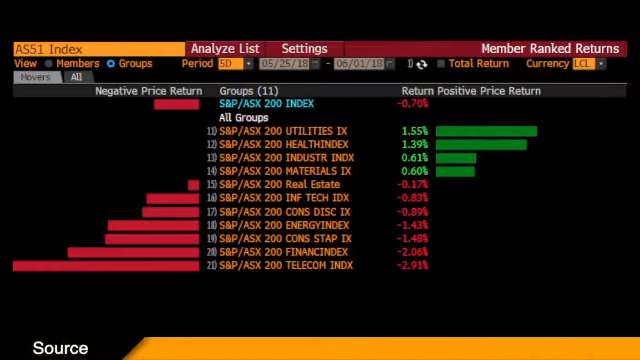 AS51 Index Analyze List Settings Member Ranked Returns
View Members Groups Period 5D 05/25/18 - 06/01/18 1) Total Return Currency LCL
Movers All
Negative Price Return Groups (11) Return Positive Price Return
S&P/ASX 200 INDEX -0.70%
All Groups
11) S&P/ASX 200 UTILITIES IX 1.55%
12) S&P/ASX 200 HEALTHINDEX 1.39%
13) S&P/ASX 200 INDUSTR INDX 0.61%
14) S&P/ASX 200 MATERIALS IX 0.60%
15) S&P/ASX 200 Real Estate -0.17%
16) S&P/ASX 200 INF TECH IDX -0.83%
17) S&P/ASX 200 CONS DISC IX -0.89%
18) S&P/ASX 200 ENERGYINDEX -1.43%
19) S&P/ASX 200 CONS STAP IX -1.48%
20) S&P/ASX 200 FINANCINDEX -2.06%
21) S&P/ASX 200 TELECOM INDX -2.91%
Source